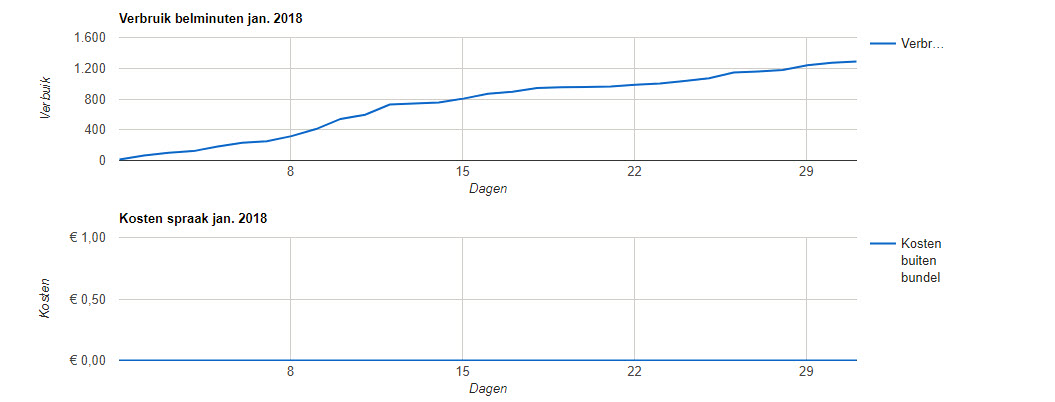 Verbruik belminuten jan. 2018
1.600
1.200
800
400
0
Verbuik
8
15
22
29
Dagen
Verbr...
Kosten spraak jan. 2018
€ 1,00
€ 0,50
€ 0,00
Kosten
8
15
22
29
Dagen
Kosten
buiten
bundel